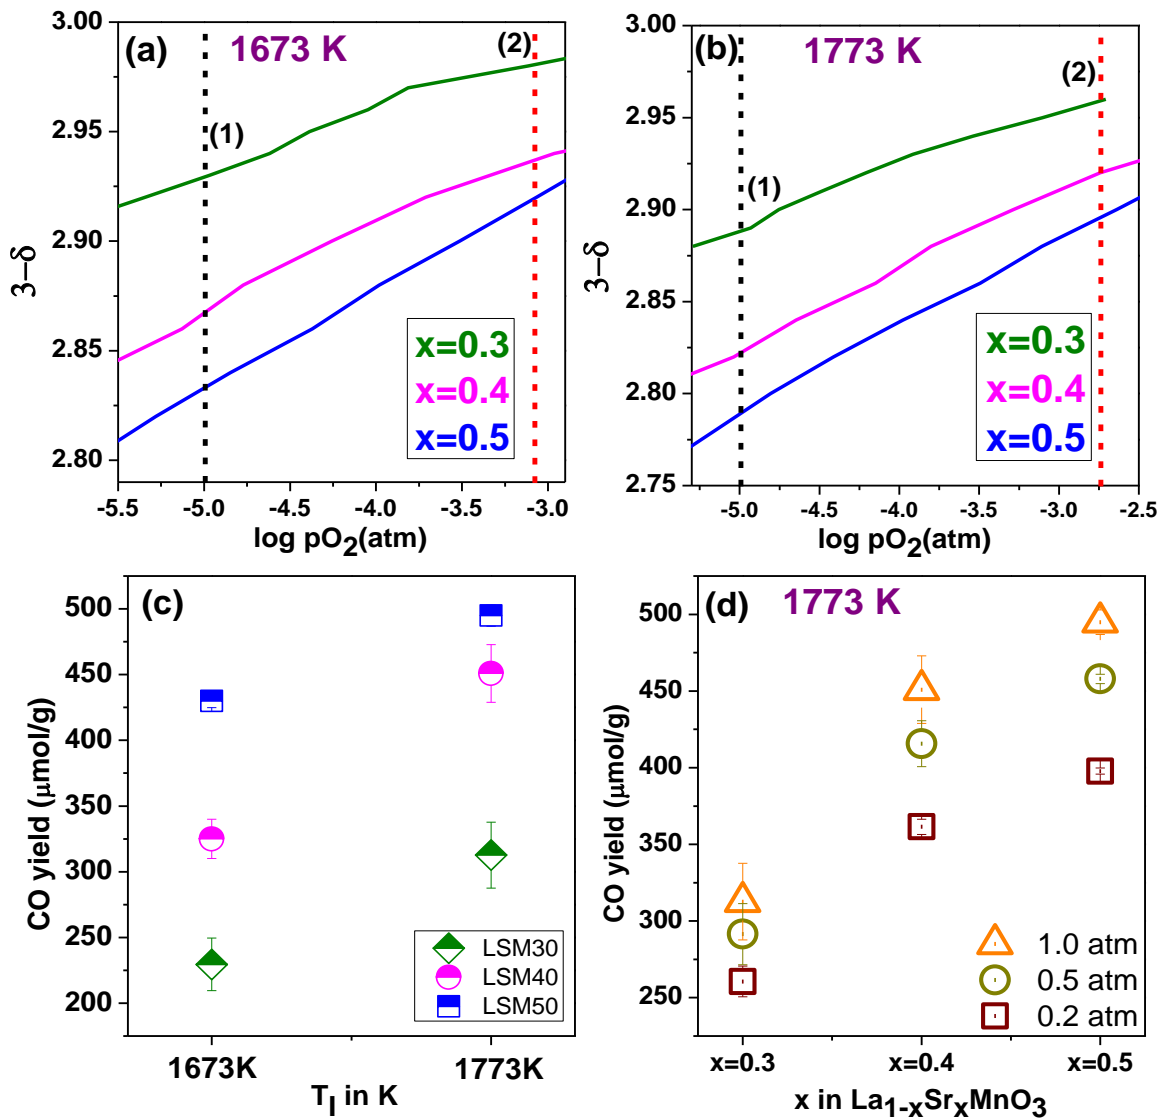 (a)
1673 K
(2)
(1)
3.00
2.95
2.90
2.85
2.80
3−δ
x=0.3
x=0.4
x=0.5
-5.5 -5.0 -4.5 -4.0 -3.5 -3.0
log pO2(atm)
(b)
1773 K
(2)
(1)
3.00
2.95
2.90
2.85
2.80
2.75
3−δ
x=0.3
x=0.4
x=0.5
-5.0 -4.5 -4.0 -3.5 -3.0 -2.5
log pO2(atm)
(c)
500
450
400
350
300
250
200
CO yield (μmol/g)
LSM30
LSM40
LSM50
1673K 1773K
TI in K
(d)
1773 K
500
450
400
350
300
250
CO yield (μmol/g)
1.0 atm
0.5 atm
0.2 atm
x=0.3 x=0.4 x=0.5
x in La1-xSrxMnO3